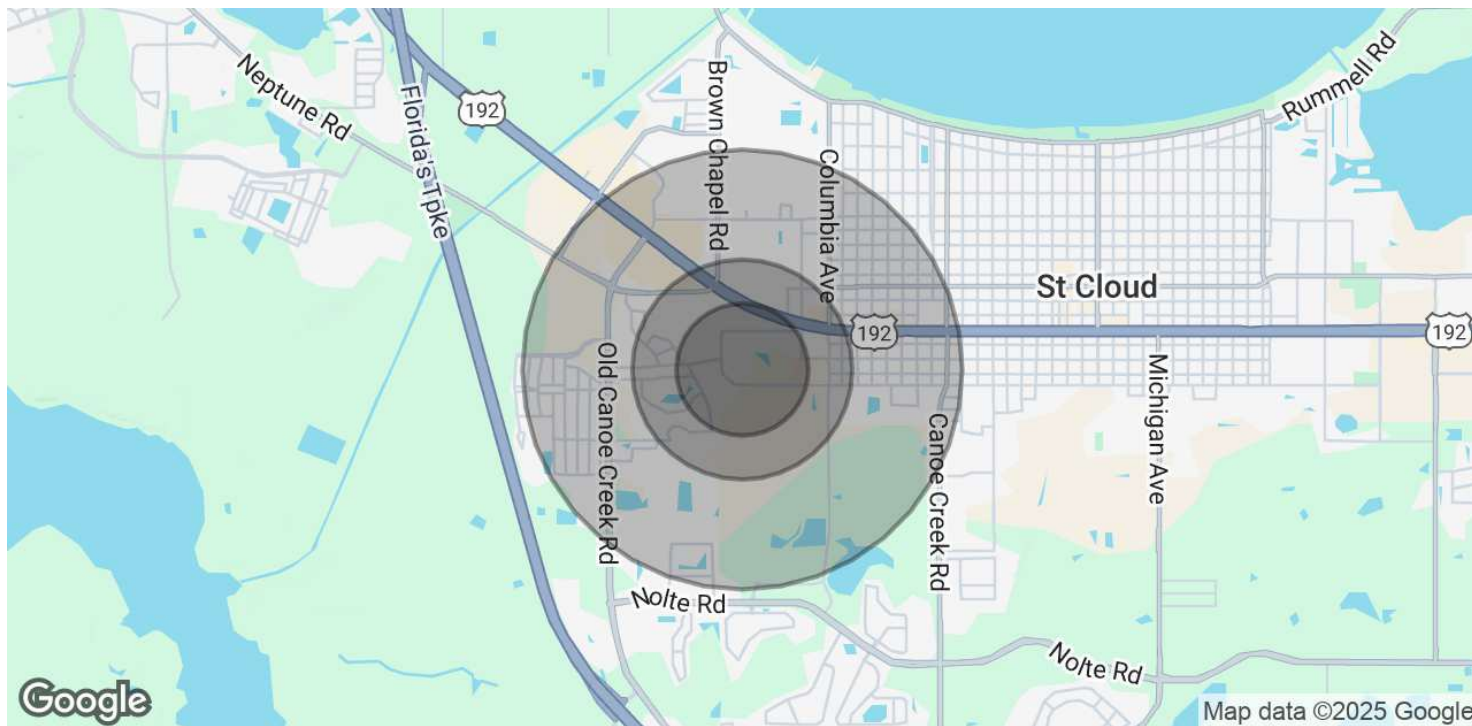 Neptune Rd
192
Florida's Tpke
Brown Chapel Rd
Columbia Ave
Rummell Rd
St Cloud
192
192
Old Canoe Creek Rd
Canoe Creek Rd
Michigan Ave
Nolte Rd
Nolte Rd
Google
Map data ©2025 Google